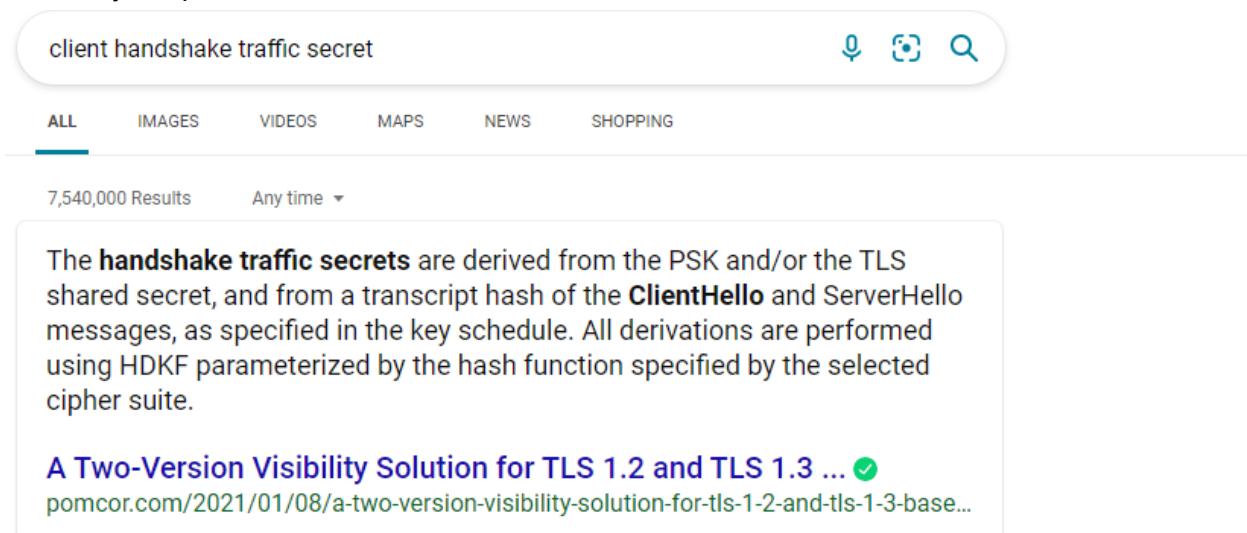 client handshake traffic secret
ALL IMAGES VIDEOS MAPS NEWS SHOPPING
7,540,000 Results Any time
The handshake traffic secrets are derived from the PSK and/or the TLS
shared secret, and from a transcript hash of the ClientHello and ServerHello
messages, as specified in the key schedule. All derivations are performed
using HDKF parameterized by the hash function specified by the selected
cipher suite.
A Two-Version Visibility Solution for TLS 1.2 and TLS 1.3 ...
pomcor.com/2021/01/08/a-two-version-visibility-solution-for-tls-1-2-and-tls-1-3-base...